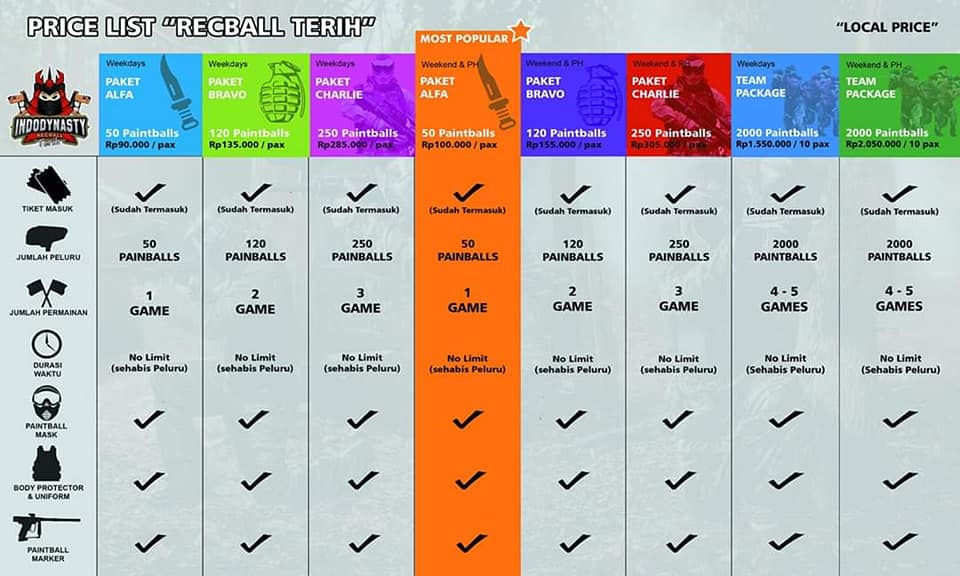 PRICE LIST "RECBALL TERIH"
"LOCAL PRICE"
MOST POPULAR
INDODYNASTY
RECBALL
Weekdays
PAKET
ALFA
50 Paintballs
Rp90.000 / pax
Weekdays
PAKET
BRAVO
120 Paintballs
Rp135.000 / pax
Weekdays
PAKET
CHARLIE
250 Paintballs
Rp285.000 / pax
Weekend & PH
PAKET
ALFA
50 Paintballs
Rp100.000 / pax
Weekend & PH
PAKET
BRAVO
120 Paintballs
Rp155.000 / pax
Weekend & PH
PAKET
CHARLIE
250 Paintballs
Rp305.000 / pax
Weekdays
TEAM
PACKAGE
2000 Paintballs
Rp1.550.000 / 10 pax
Weekend & PH
TEAM
PACKAGE
2000 Paintballs
Rp2.050.000 / 10 pax
TIKET MASUK
(Sudah Termasuk) (Sudah Termasuk) (Sudah Termasuk) (Sudah Termasuk) (Sudah Termasuk) (Sudah Termasuk) (Sudah Termasuk) (Sudah Termasuk)
JUMLAH PELURU
50 120 250 50 120 250 2000 2000
PAINBALLS PAINBALLS PAINBALLS PAINBALLS PAINBALLS PAINBALLS PAINTBALLS PAINTBALLS
JUMLAH PERMAINAN
1 2 3 1 2 3 4 - 5 4 - 5
GAME GAME GAME GAME GAME GAME GAMES GAMES
DURASI
WAKTU
No Limit No Limit No Limit No Limit No Limit No Limit No Limit No Limit
(sehabis Peluru) (sehabis Peluru) (sehabis Peluru) (sehabis Peluru) (sehabis Peluru) (sehabis Peluru) (Sehabis Peluru) (Sehabis Peluru)
PAINTBALL
MASK
BODY PROTECTOR
& UNIFORM
PAINTBALL
MARKER